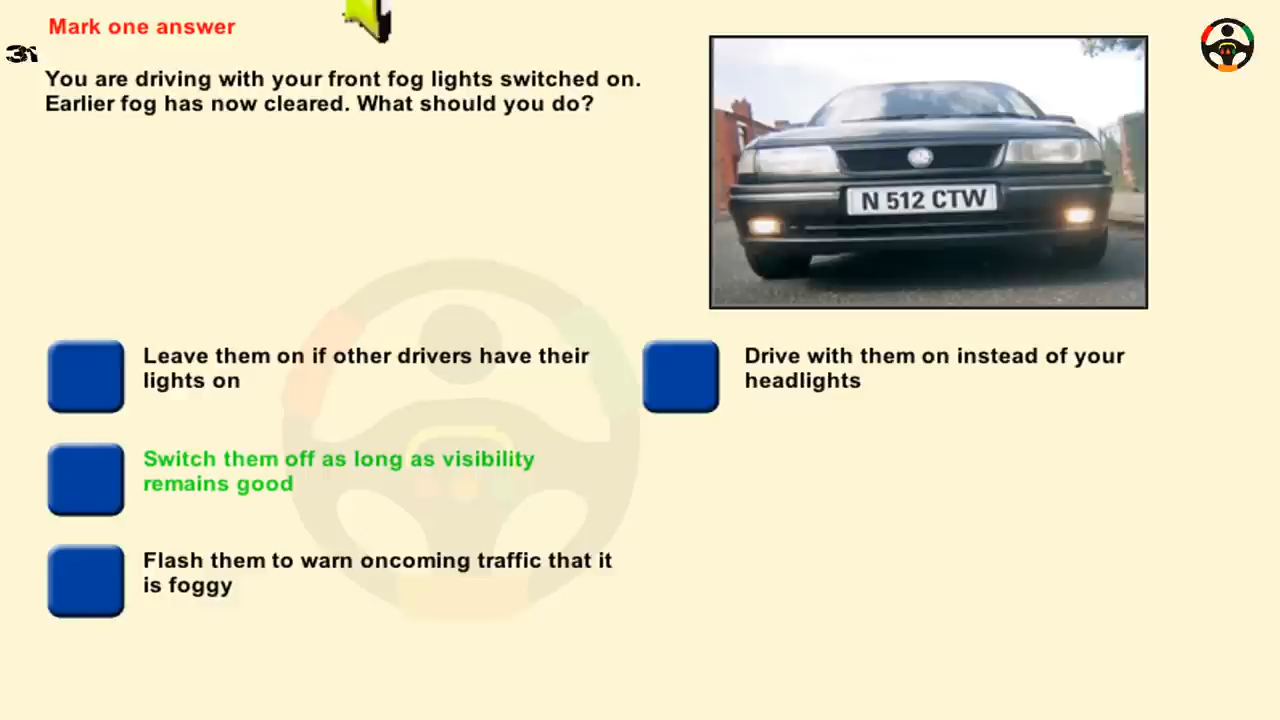 Mark one answer
You are driving with your front fog lights switched on.
Earlier fog has now cleared. What should you do?
N 512 CTW
Leave them on if other drivers have their
lights on
Drive with them on instead of your
headlights
Switch them off as long as visibility
remains good
Flash them to warn oncoming traffic that it
is foggy